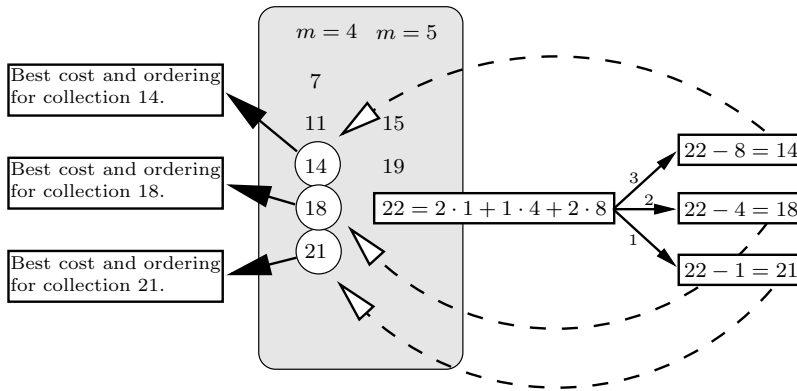 m = 4 m = 5
Best cost and ordering
for collection 14.
7
11
15
14
19
22 − 8 = 14
3
Best cost and ordering
for collection 18.
18
22 = 2 · 1 + 1 · 4 + 2 · 8
2
22 − 4 = 18
1
Best cost and ordering
for collection 21.
21
22 − 1 = 21